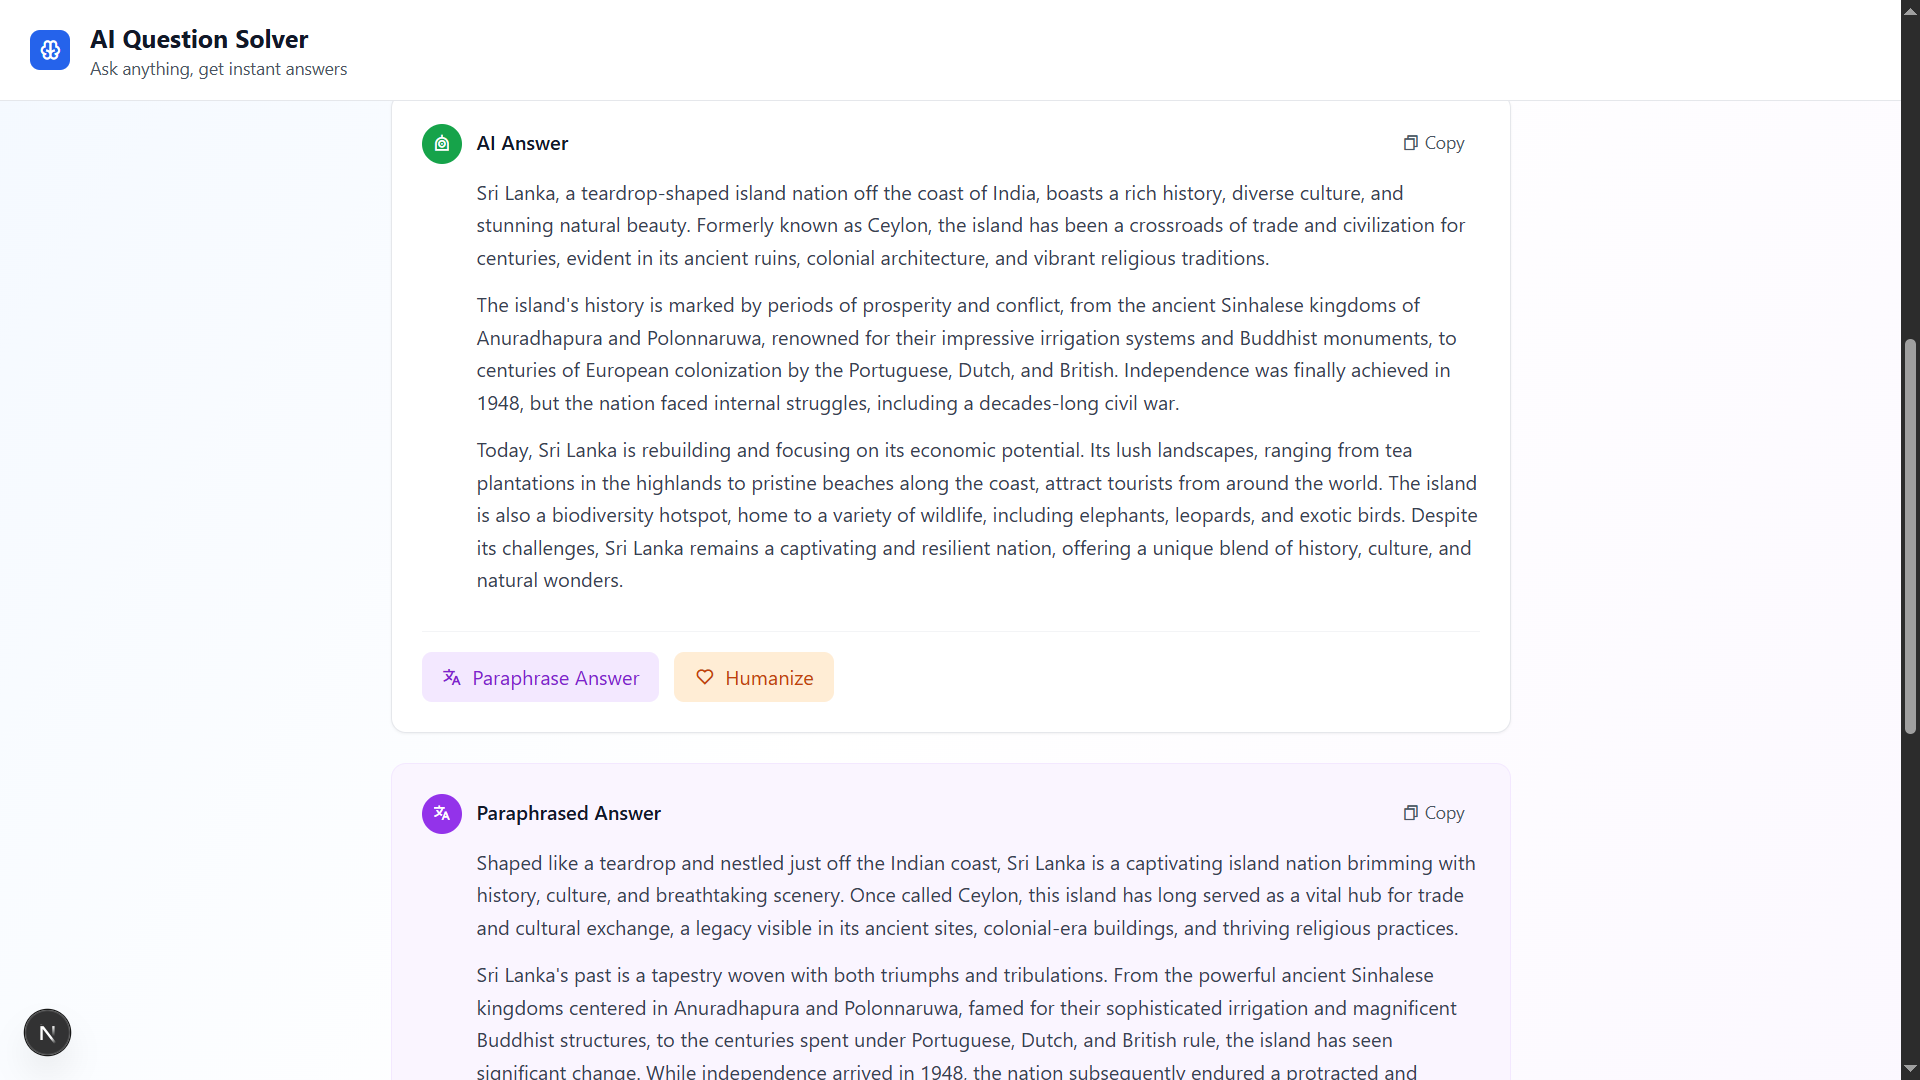 AI Question Solver
Ask anything, get instant answers
AI Answer
Copy
Sri Lanka, a teardrop-shaped island nation off the coast of India, boasts a rich history, diverse culture, and
stunning natural beauty. Formerly known as Ceylon, the island has been a crossroads of trade and civilization for
centuries, evident in its ancient ruins, colonial architecture, and vibrant religious traditions.
The island's history is marked by periods of prosperity and conflict, from the ancient Sinhalese kingdoms of
Anuradhapura and Polonnaruwa, renowned for their impressive irrigation systems and Buddhist monuments, to
centuries of European colonization by the Portuguese, Dutch, and British. Independence was finally achieved in
1948, but the nation faced internal struggles, including a decades-long civil war.
Today, Sri Lanka is rebuilding and focusing on its economic potential. Its lush landscapes, ranging from tea
plantations in the highlands to pristine beaches along the coast, attract tourists from around the world. The island
is also a biodiversity hotspot, home to a variety of wildlife, including elephants, leopards, and exotic birds. Despite
its challenges, Sri Lanka remains a captivating and resilient nation, offering a unique blend of history, culture, and
natural wonders.
Paraphrase Answer
Humanize
Paraphrased Answer
Copy
Shaped like a teardrop and nestled just off the Indian coast, Sri Lanka is a captivating island nation brimming with
history, culture, and breathtaking scenery. Once called Ceylon, this island has long served as a vital hub for trade
and cultural exchange, a legacy visible in its ancient sites, colonial-era buildings, and thriving religious practices.
Sri Lanka's past is a tapestry woven with both triumphs and tribulations. From the powerful ancient Sinhalese
kingdoms centered in Anuradhapura and Polonnaruwa, famed for their sophisticated irrigation and magnificent
Buddhist structures, to the centuries spent under Portuguese, Dutch, and British rule, the island has seen
significant change. While independence arrived in 1948, the nation subsequently endured a protracted and
N